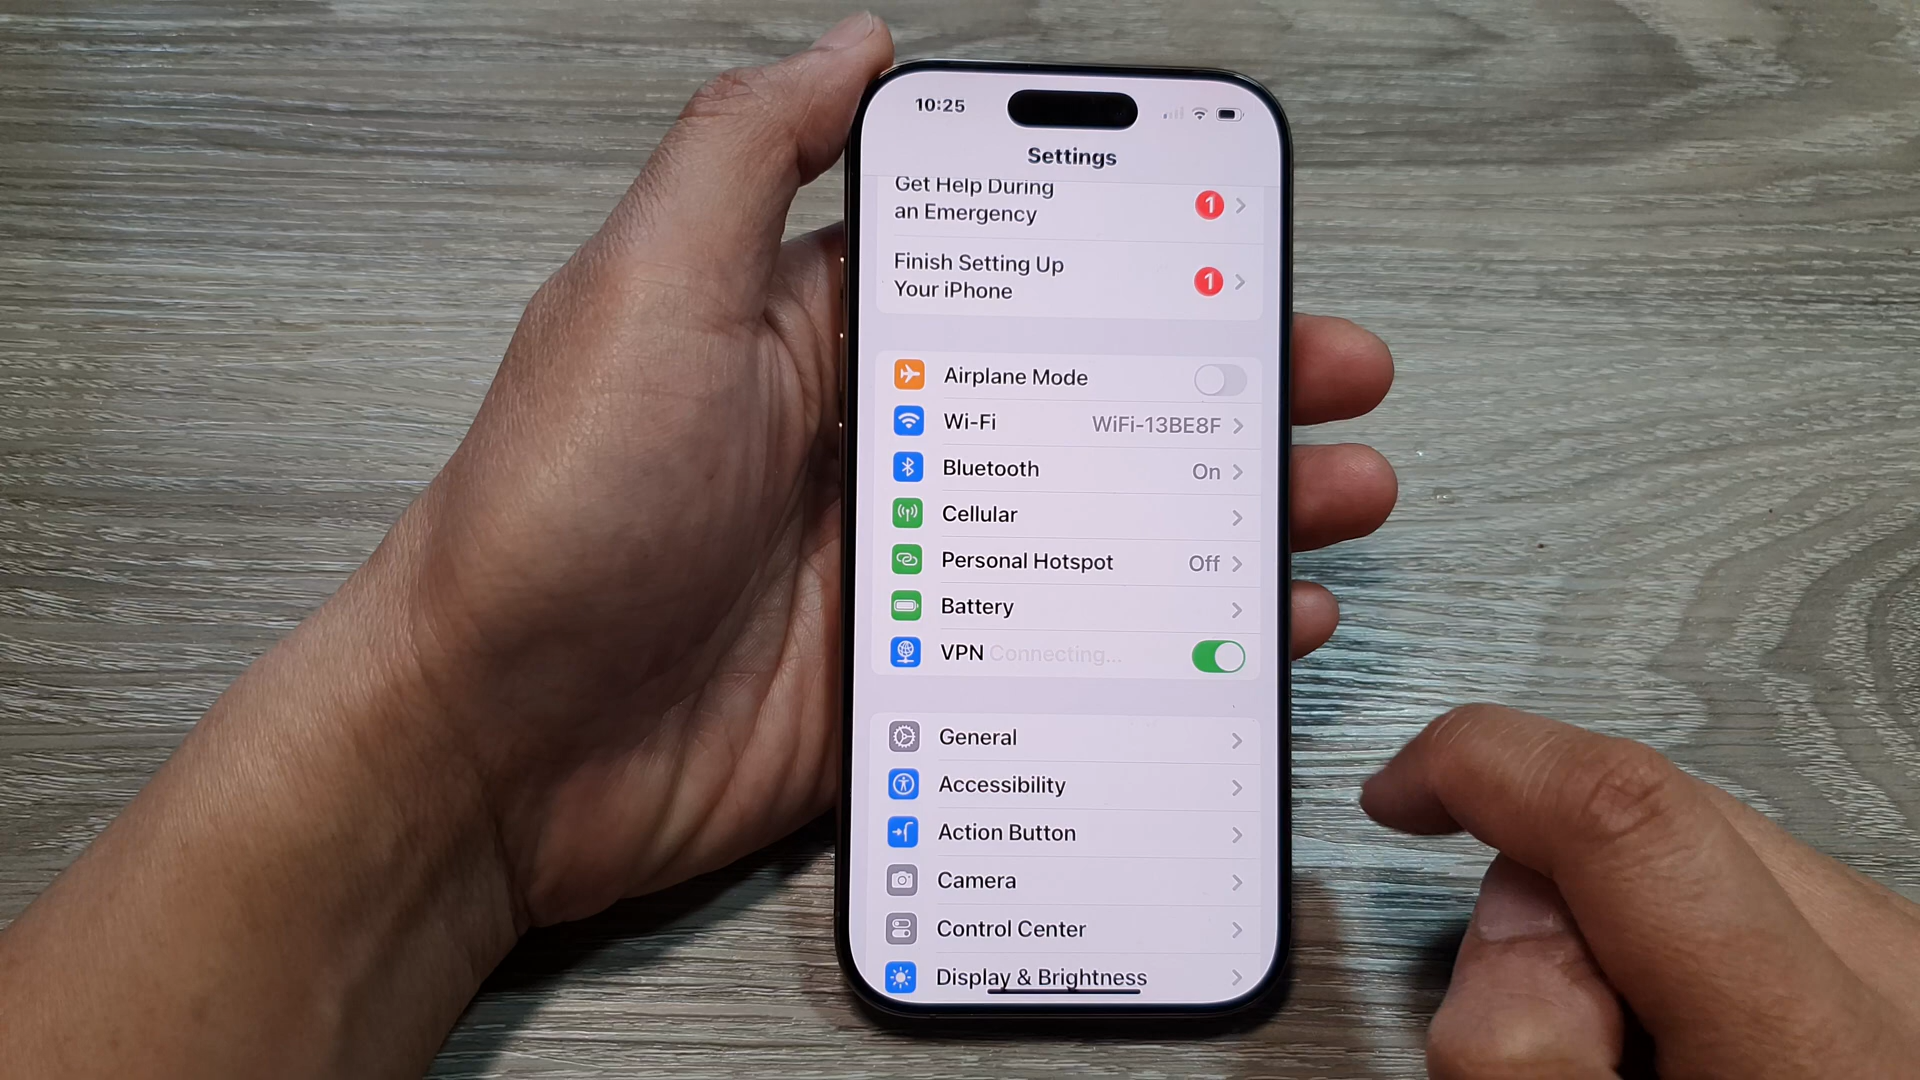 10:25
Settings
Get Help During
an Emergency
1
Finish Setting Up
Your iPhone
1
Airplane Mode
Wi-Fi WiFi-13BE8F
Bluetooth On
Cellular
Personal Hotspot Off
Battery
VPN Connecting...
General
Accessibility
Action Button
Camera
Control Center
Display & Brightness